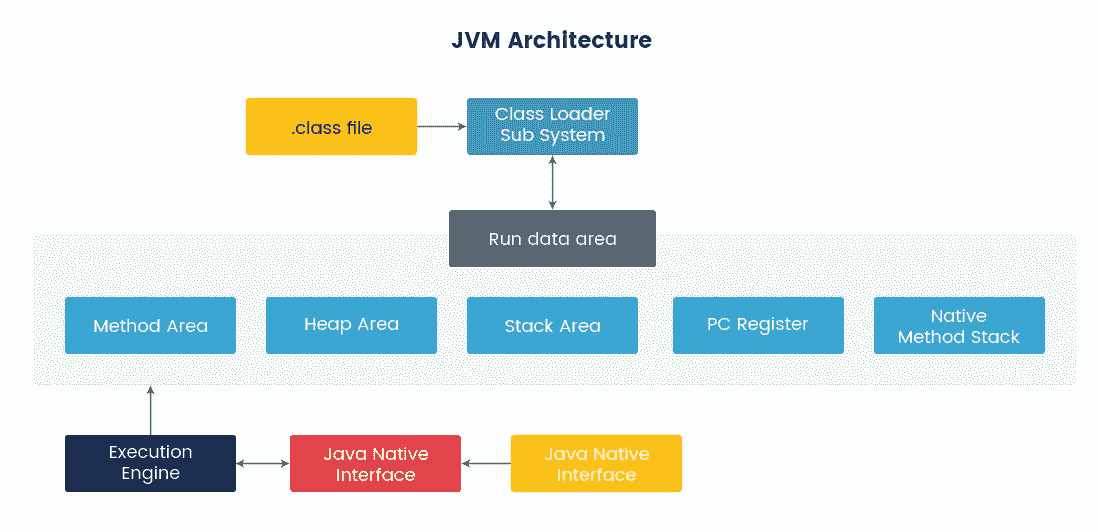 JVM Architecture
.class file
Class Loader
Sub System
Run data area
Method Area
Heap Area
Stack Area
PC Register
Native
Method Stack
Execution
Engine
Java Native
Interface
Java Native
Interface